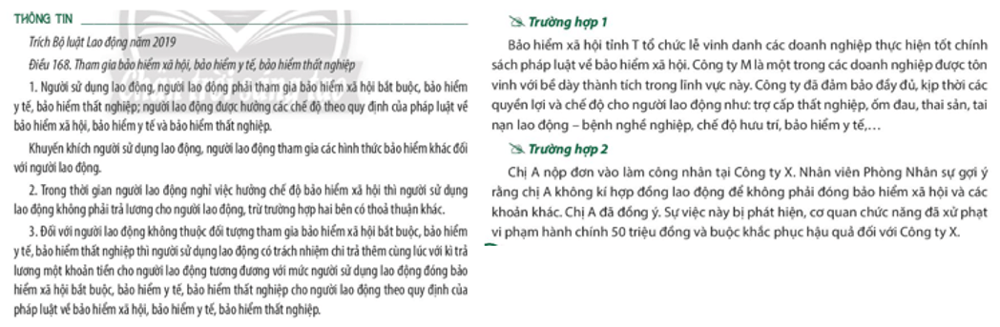 THÔNG TIN
Trích Bộ luật Lao động năm 2019
Điều 168. Tham gia bảo hiểm xã hội, bảo hiểm y tế, bảo hiểm thất nghiệp
1. Người sử dụng lao động, người lao động phải tham gia bảo hiểm xã hội bắt buộc, bảo hiểm
y tế, bảo hiểm thất nghiệp; người lao động được hưởng các chế độ theo quy định của pháp luật về
bảo hiểm xã hội, bảo hiểm y tế và bảo hiểm thất nghiệp.
Khuyến khích người sử dụng lao động, người lao động tham gia các hình thức bảo hiểm khác đối
với người lao động.
2. Trong thời gian người lao động nghỉ việc hưởng chế độ bảo hiểm xã hội thì người sử dụng
lao động không phải trả lương cho người lao động, trừ trường hợp hai bên có thoả thuận khác.
3. Đối với người lao động không thuộc đối tượng tham gia bảo hiểm xã hội bắt buộc, bảo hiểm
y tế, bảo hiểm thất nghiệp thì người sử dụng lao động có trách nhiệm chi trả thêm cùng lúc với kì trả
lương một khoản tiền cho người lao động tương đương với mức người sử dụng lao động đóng bảo
hiểm xã hội bắt buộc, bảo hiểm y tế, bảo hiểm thất nghiệp cho người lao động theo quy định của
pháp luật về bảo hiểm xã hội, bảo hiểm y tế, bảo hiểm thất nghiệp.
Trường hợp 1
Bảo hiểm xã hội tỉnh T tổ chức lễ vinh danh các doanh nghiệp thực hiện tốt chính
sách pháp luật về bảo hiểm xã hội. Công ty M là một trong các doanh nghiệp được tôn
vinh với bề dày thành tích trong lĩnh vực này. Công ty đã đảm bảo đầy đủ, kịp thời các
quyền lợi và chế độ cho người lao động như: trợ cấp thất nghiệp, ốm đau, thai sản, tai
nạn lao động – bệnh nghề nghiệp, chế độ hưu trí, bảo hiểm y tế,...
Trường hợp 2
Chị A nộp đơn vào làm công nhân tại Công ty X. Nhân viên Phòng Nhân sự gợi ý
rằng chị A không kí hợp đồng lao động để không phải đóng bảo hiểm xã hội và các
khoản khác. Chị A đã đồng ý. Sự việc này bị phát hiện, cơ quan chức năng đã xử phạt
vi phạm hành chính 50 triệu đồng và buộc khắc phục hậu quả đối với Công ty X.